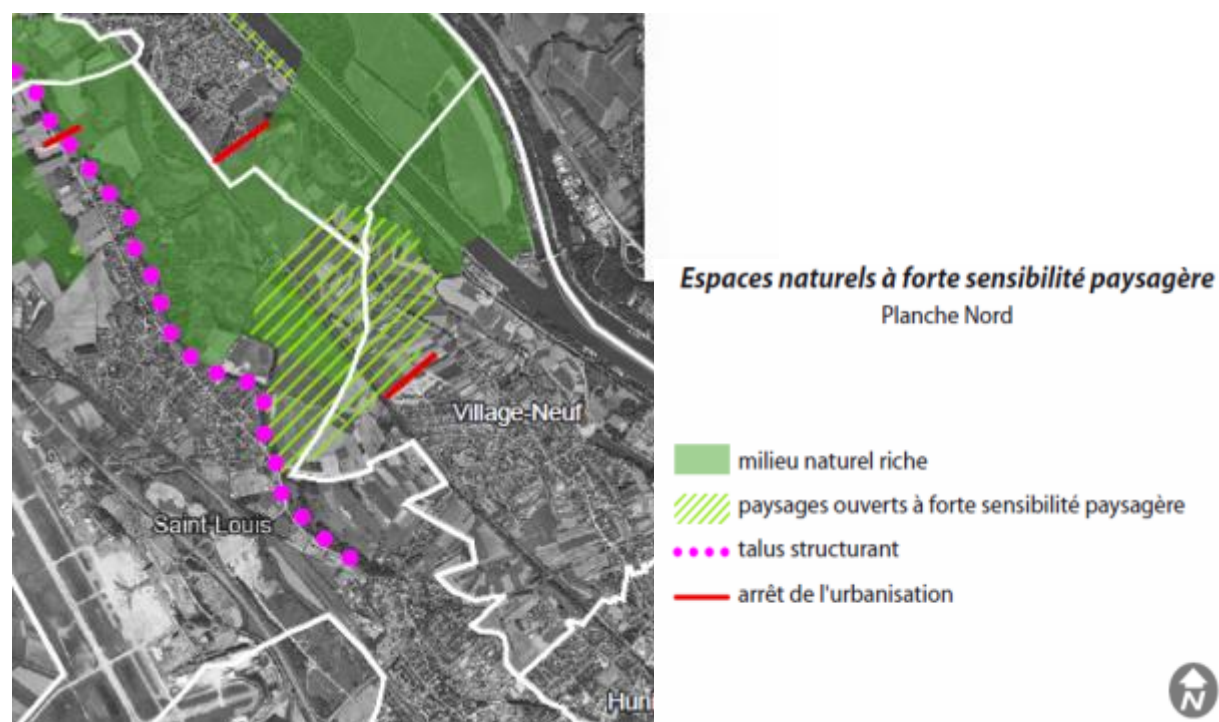 Village-Neuf
Saint-Louis
Huni
Espaces naturels à forte sensibilité paysagère
Planche Nord
milieu naturel riche
paysages ouverts à forte sensibilité paysagère
talus structurant
arrêt de l'urbanisation
N